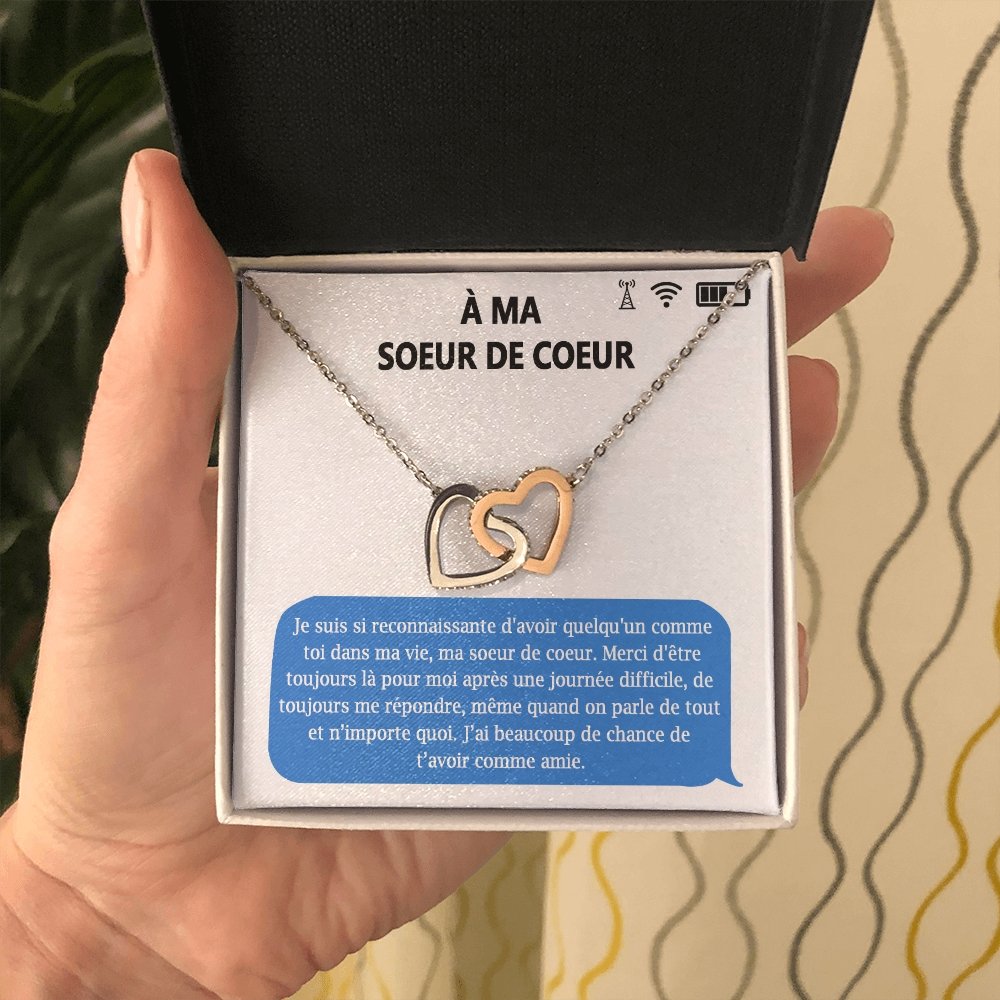 À MA
SOEUR DE COEUR
Je suis si reconnaissante d'avoir quelqu'un comme
toi dans ma vie, ma soeur de coeur. Merci d'être
toujours là pour moi après une journée difficile, de
toujours me répondre, même quand on parle de tout
et n’importe quoi. J’ai beaucoup de chance de
t’avoir comme amie.